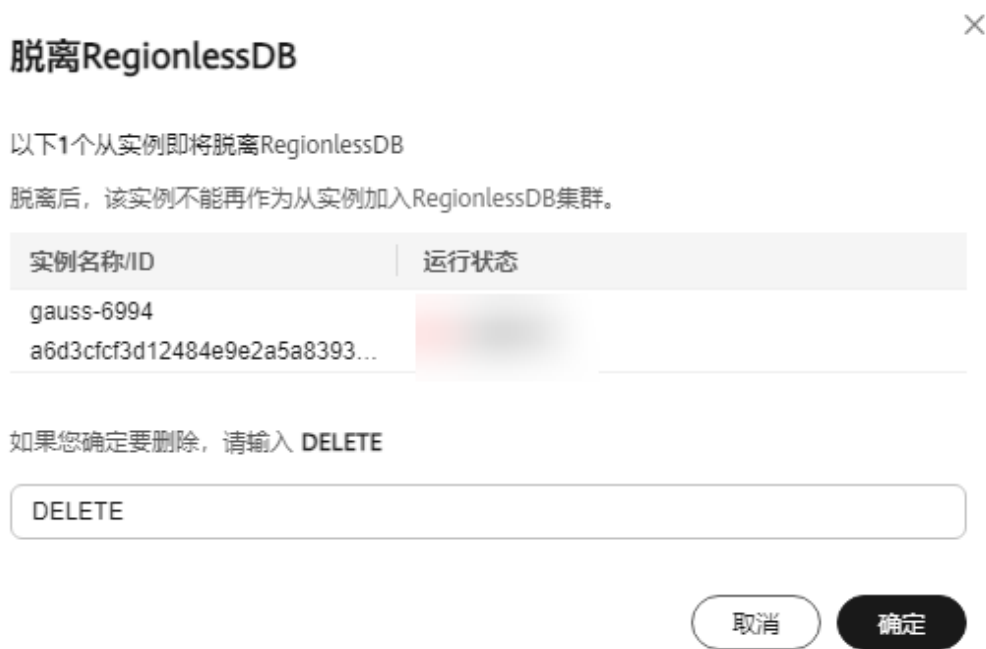 脱离RegionlessDB
以下1个从实例即将脱离RegionlessDB
脱离后，该实例不能再作为从实例加入RegionlessDB集群。
实例名称/ID 运行状态
gauss-6994
a6d3cfcf3d12484e9e2a5a8393...
如果您确定要删除，请输入 DELETE
DELETE
取消 确定